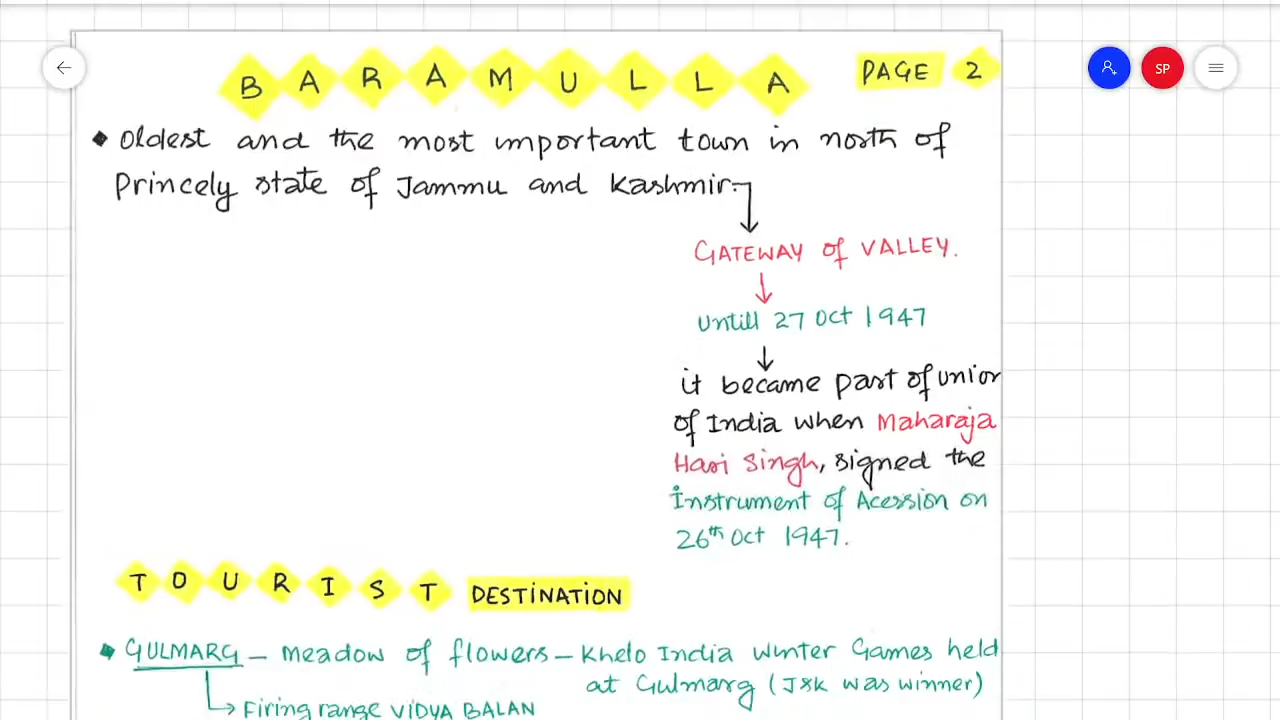 BARAMULLA PAGE 2
Oldest and the most important town in north of
Princely state of Jammu and Kashmir.
GATEWAY of VALLEY.
Untill 27 Oct 1947
it became part of union
of India when Maharaja
Hari Singh, signed the
Instrument of Acession on
26th Oct 1947.
TOURIST DESTINATION
GULMARG - Meadow of flowers - Khelo India Winter Games held
at Gulmarg (J&K was winner)
Firing range VIDYA BALAN
SP